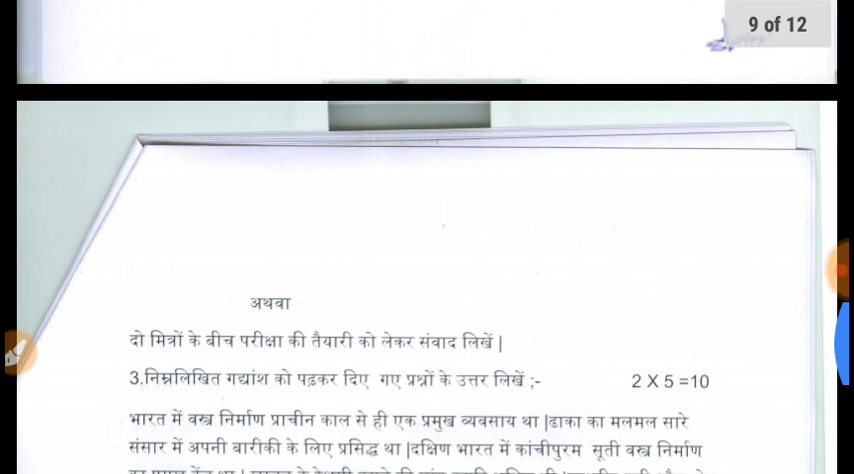 9 of 12
अथवा
दो मित्रों के बीच परीक्षा की तैयारी को लेकर संवाद लिखें |
3.निम्नलिखित गद्यांश को पढ़कर दिए गए प्रश्नों के उत्तर लिखें ;- 2 X 5 =10
भारत में वस्त्र निर्माण प्राचीन काल से ही एक प्रमुख व्यवसाय था |ढाका का मलमल सारे
संसार में अपनी बारीकी के लिए प्रसिद्ध था |दक्षिण भारत में कांचीपुरम सूती वस्त्र निर्माण